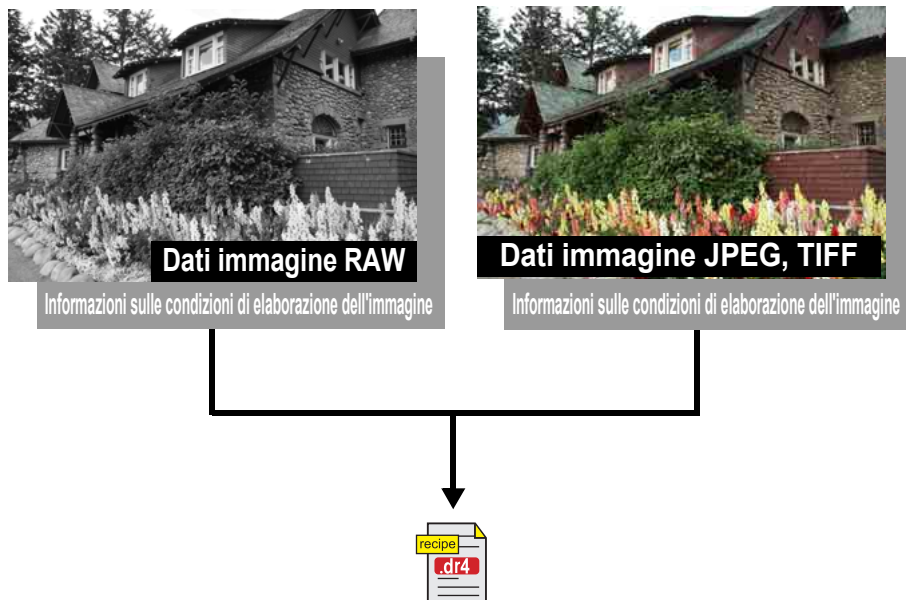 Dati immagine RAW
Informazioni sulle condizioni di elaborazione dell'immagine
Dati immagine JPEG, TIFF
Informazioni sulle condizioni di elaborazione dell'immagine
recipe
.dr4